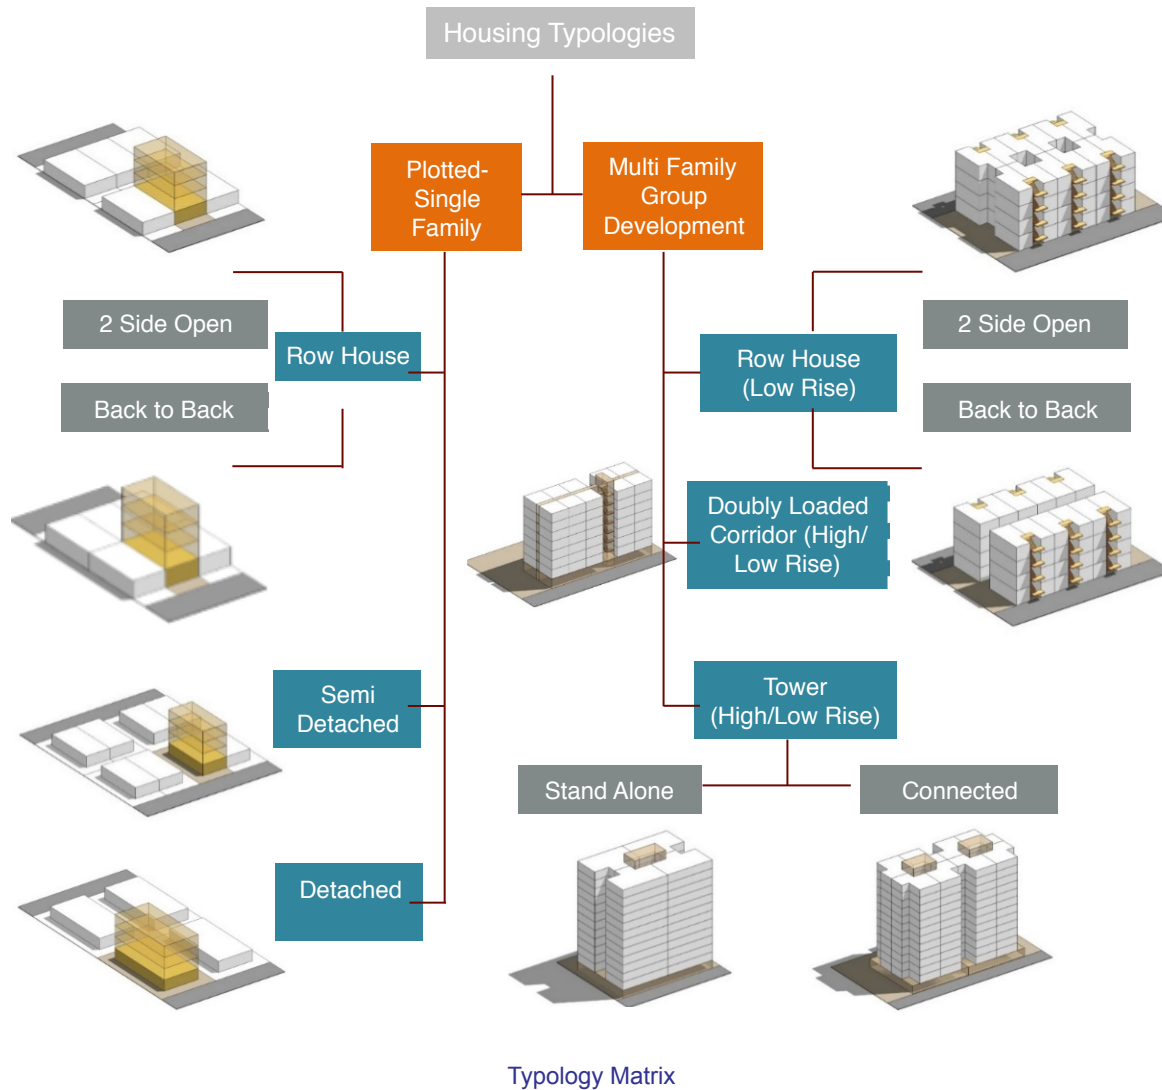 Housing Typologies
Plotted-
Single
Family
Multi Family
Group
Development
2 Side Open
Row House
Back to Back
Row House
(Low Rise)
2 Side Open
Back to Back
Doubly Loaded
Corridor (High/
Low Rise)
Semi
Detached
Tower
(High/Low Rise)
Stand Alone
Connected
Detached
Typology Matrix